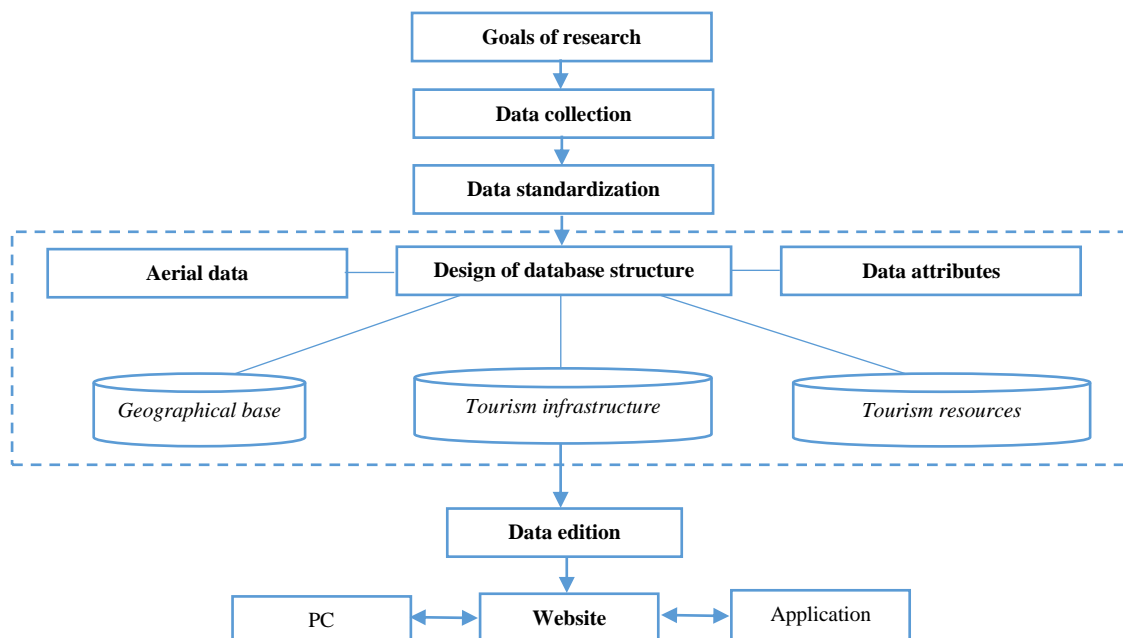 Goals of research
Data collection
Data standardization
Aerial data
Design of database structure
Data attributes
Geographical base
Tourism infrastructure
Tourism resources
Data edition
PC
Website
Application